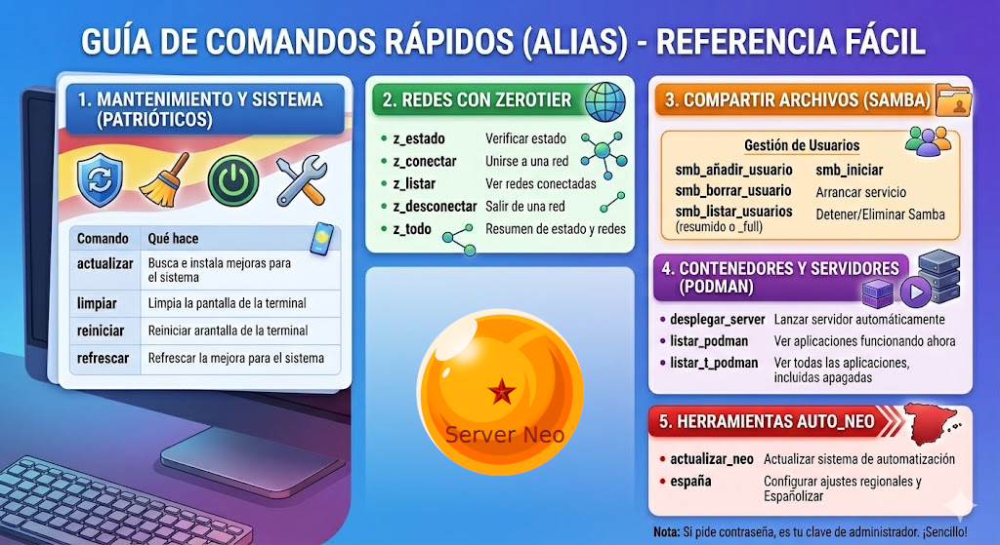 GUÍA DE COMANDOS RÁPIDOS (ALIAS) - REFERENCIA FÁCIL
1. MANTENIMIENTO Y SISTEMA
(PATRIÓTICOS)
Comando Qué hace
actualizar Busca e instala mejoras para
el sistema
limpiar Limpia la pantalla de la terminal
reiniciar Reiniciar arantalla de la terminal
refrescar Refrescar la mejora para el sistema
2. REDES CON ZEROTIER
z_estado Verificar estado
z_conectar Unirse a una red
z_listar Ver redes conectadas
z_desconectar Salir de una red
z_todo Resumen de estado y redes
Server Neo
3. COMPARTIR ARCHIVOS (SAMBA)
Gestión de Usuarios
smb_añadir_usuario smb_iniciar
smb_borrar_usuario Arrancar servicio
smb_listar_usuarios Detener/Eliminar Samba
(resumido o _full)
4. CONTENEDORES Y SERVIDORES
(PODMAN)
desplegar_server Lanzar servidor automáticamente
listar_podman Ver aplicaciones funcionando ahora
listar_t_podman Ver todas las aplicaciones,
incluidas apagadas
5. HERRAMIENTAS AUTO_NEO
actualizar_neo Actualizar sistema de automatización
españa Configurar ajustes regionales y
Españolizar
Nota: Si pide contraseña, es tu clave de administrador. ¡Sencillo!